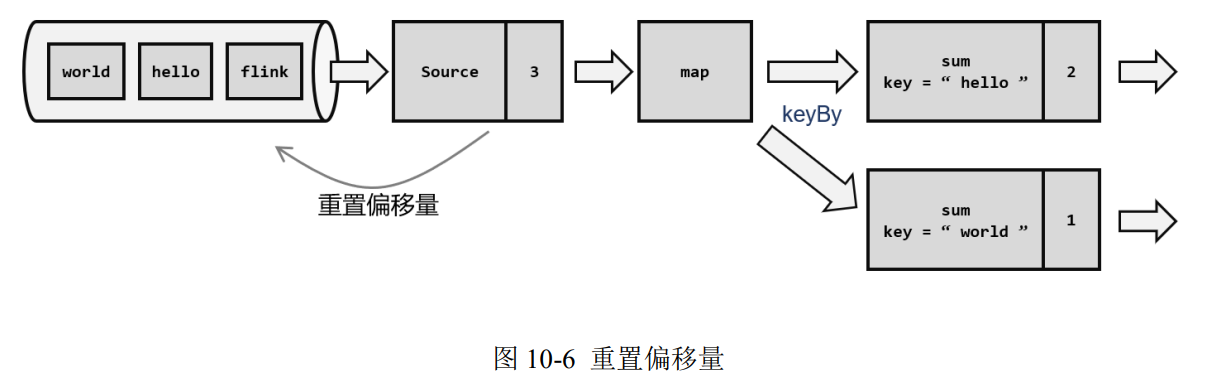 world hello flink
Source 3
map
keyBy
sum
key = “ hello ” 2
sum
key = “ world ” 1
重置偏移量
图 10-6 重置偏移量